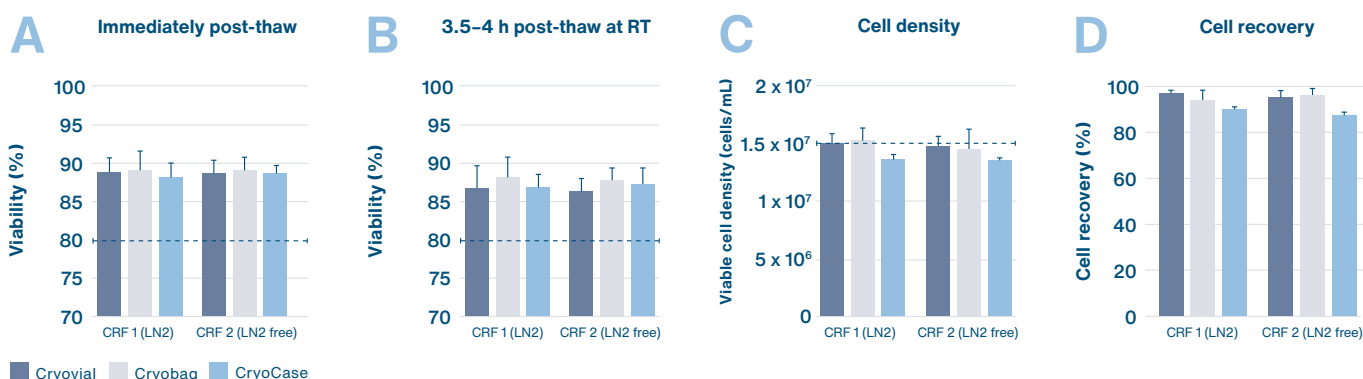 A Immediately post-thaw
Viability (%)
100
95
90
85
80
75
70
CRF 1 (LN2) CRF 2 (LN2 free)
B 3.5–4 h post-thaw at RT
Viability (%)
100
95
90
85
80
75
70
CRF 1 (LN2) CRF 2 (LN2 free)
C Cell density
Viable cell density (cells/mL)
2 x 10⁷
1.5 x 10⁷
1 x 10⁷
5 x 10⁶
0
CRF 1 (LN2) CRF 2 (LN2 free)
D Cell recovery
Cell recovery (%)
100
80
60
40
20
0
CRF 1 (LN2) CRF 2 (LN2 free)
Cryovial Cryobag CryoCase